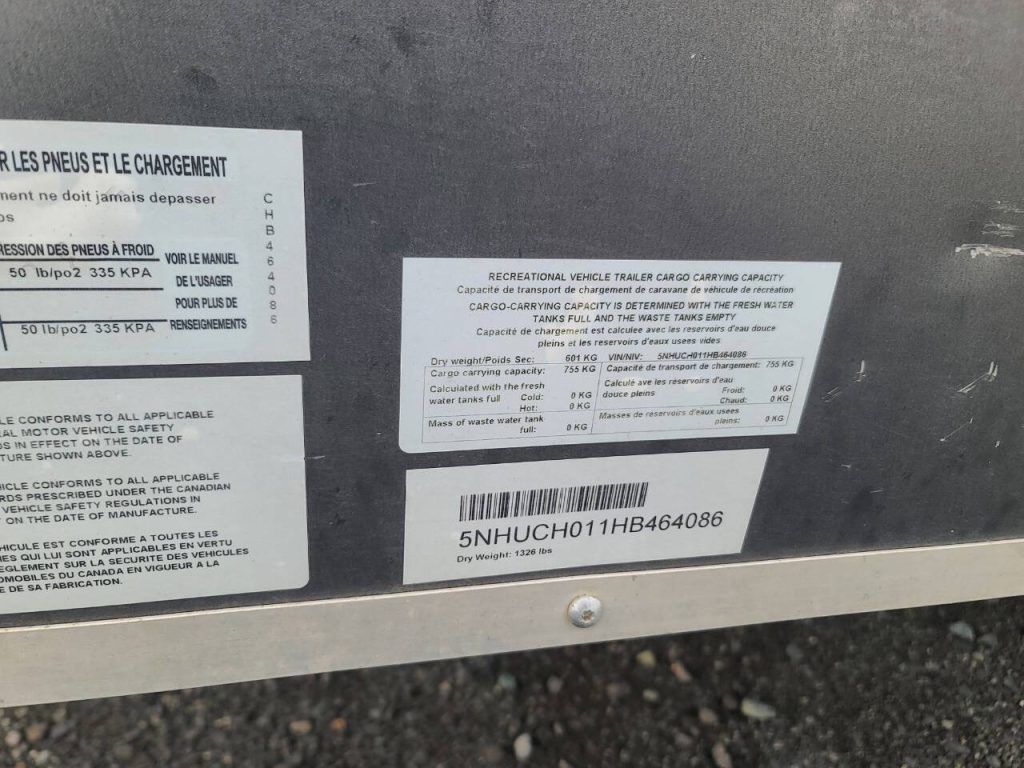 R LES PNEUS ET LE CHARGEMENT
ment ne doit jamais depasser
os
RESSION DES PNEUS À FROID
50 lb/po2 335 KPA
50 lb/po2 335 KPA
VOIR LE MANUEL
DE L'USAGER
POUR PLUS DE
RENSEIGNEMENTS
CHB464086
LE CONFORMS TO ALL APPLICABLE
AL MOTOR VEHICLE SAFETY
DS IN EFFECT ON THE DATE OF
TURE SHOWN ABOVE.
HICLE CONFORMS TO ALL APPLICABLE
RDS PRESCRIBED UNDER THE CANADIAN
VEHICLE SAFETY REGULATIONS IN
ON THE DATE OF MANUFACTURE.
HICULE EST CONFORME A TOUTES LES
ES QUI LUI SONT APPLICABLES EN VERTU
EGLEMENT SUR LA SECURITE DES VEHICULES
OMOBILES DU CANADA EN VIGUEUR A LA
E DE SA FABRICATION.
RECREATIONAL VEHICLE TRAILER CARGO CARRYING CAPACITY
Capacité de transport de chargement de caravane de véhicule de récréation
CARGO-CARRYING CAPACITY IS DETERMINED WITH THE FRESH WATER
TANKS FULL AND THE WASTE TANKS EMPTY
Capacité de chargement est calculee avec les reservoirs d'eau douce
pleins et les reservoirs d'eaux usees vides
Dry weight/Poids Sec: 601 KG VIN/NIV: 5NHUCH011HB464086
Cargo carrying capacity: 755 KG Capacité de transport de chargement: 755 KG
Calculated with the fresh
water tanks full Cold: 0 KG
Hot: 0 KG
Calculé ave les réservoirs d'eau
douce pleins Froid: 0 KG
Chaud: 0 KG
Mass of waste water tank
full: 0 KG
Masses de réservoirs d'eaux usees
pleins: 0 KG
5NHUCH011HB464086
Dry Weight: 1326 lbs